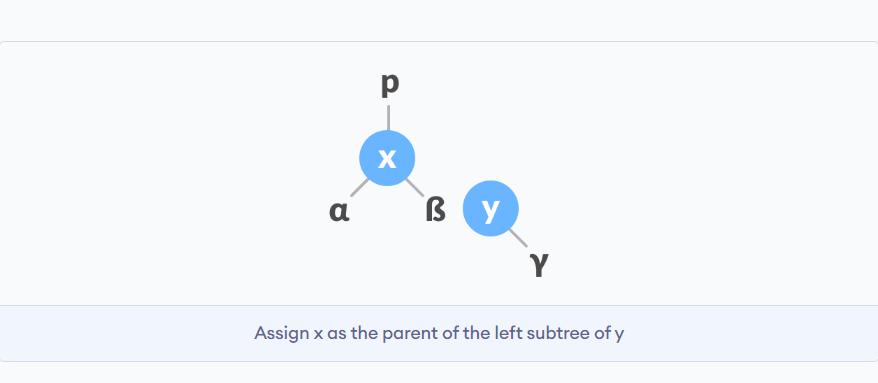 p
x
α ß y
γ
Assign x as the parent of the left subtree of y